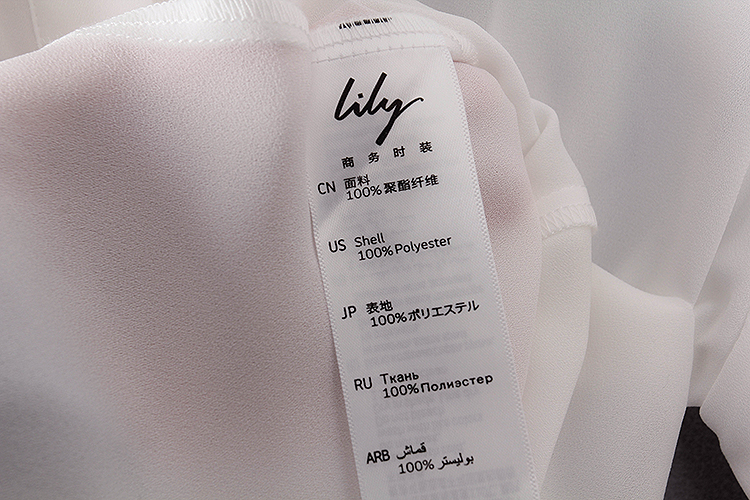 lily
商务时装
CN 面料
100%聚酯纤维
US Shell
100%Polyester
JP 表地
100%ポリエステル
RU Ткань
100%Полиэстер
ARB قماش
100% بوليستر